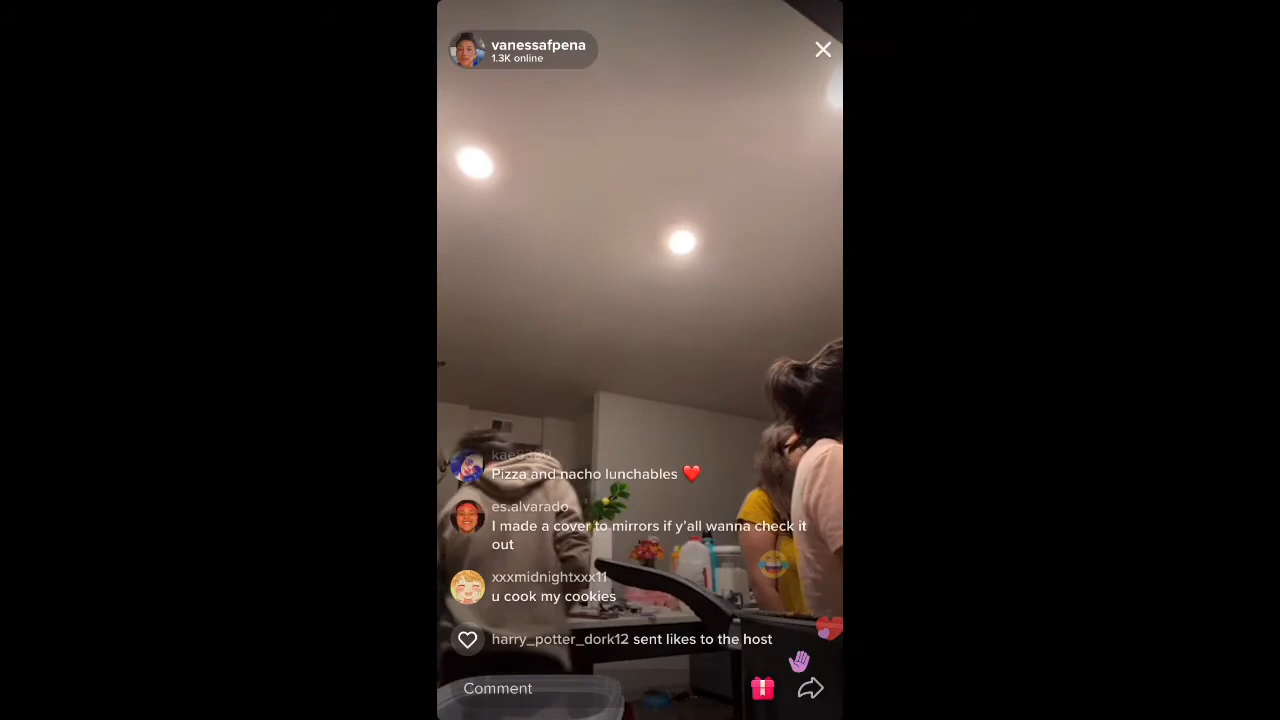 vanessafpena
1.3K online
Pizza and nacho lunchables ❤️
es.alvarado
I made a cover to mirrors if y'all wanna check it
out
xxxmidnightxxx11
u cook my cookies
harry_potter_dork12 sent likes to the host
Comment